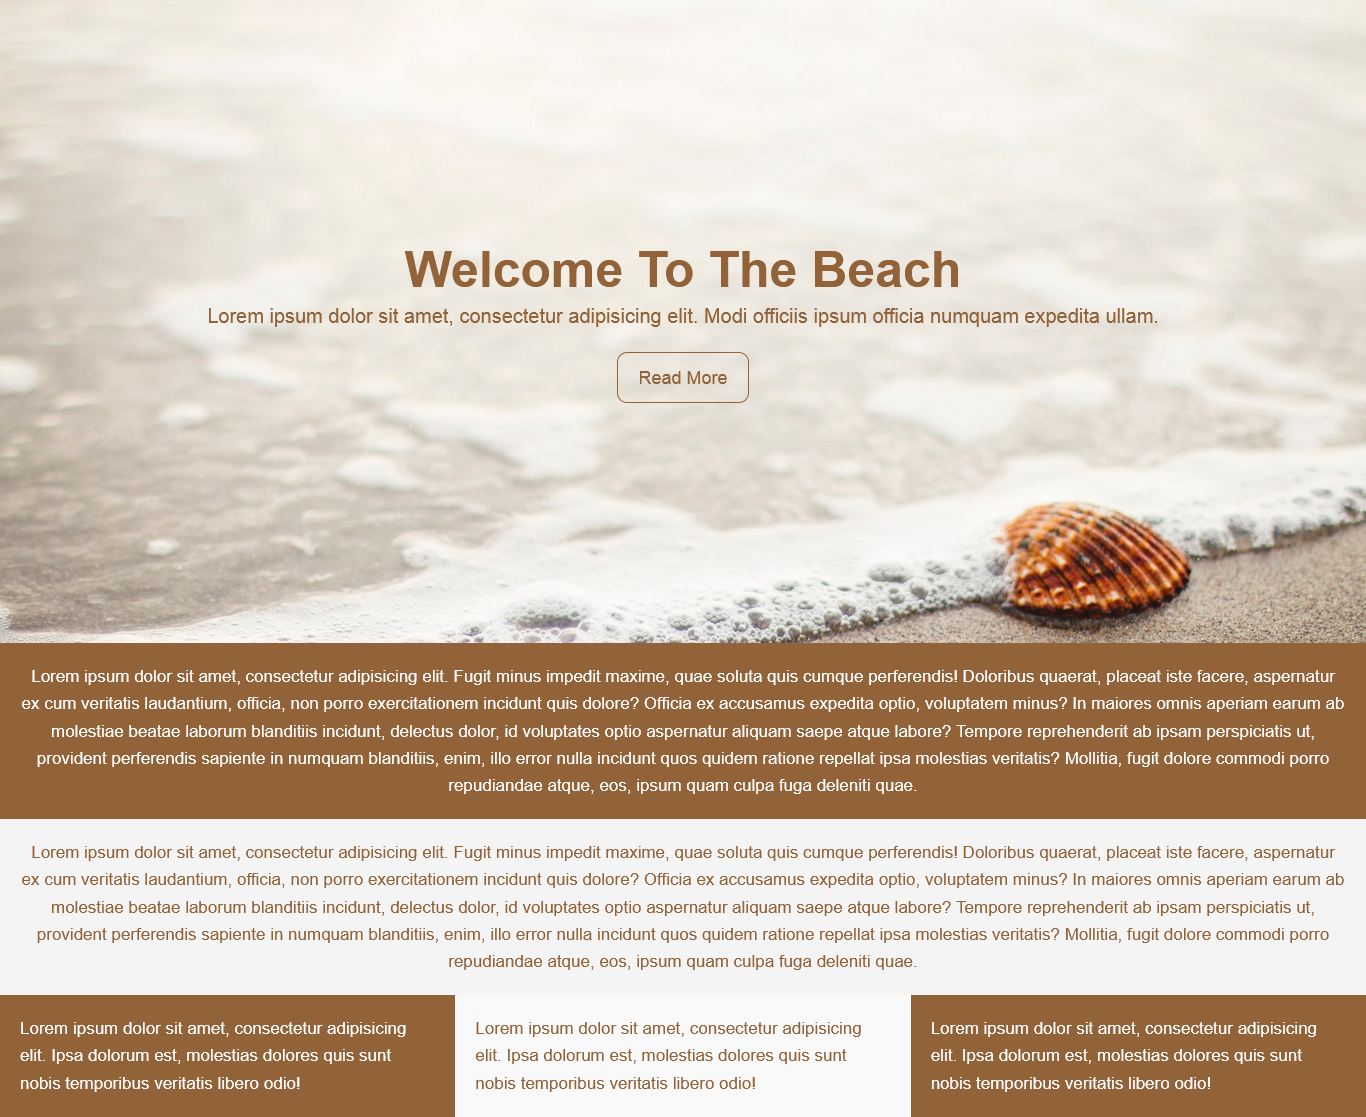 Welcome To The Beach
Lorem ipsum dolor sit amet, consectetur adipisicing elit. Modi officiis ipsum officia numquam expedita ullam.
Read More
Lorem ipsum dolor sit amet, consectetur adipisicing elit. Fugit minus impedit maxime, quae soluta quis cumque perferendis! Doloribus quaerat, placeat iste facere, aspernatur
ex cum veritatis laudantium, officia, non porro exercitationem incidunt quis dolore? Officia ex accusamus expedita optio, voluptatem minus? In maiores omnis aperiam earum ab
molestiae beatae laborum blanditiis incidunt, delectus dolor, id voluptates optio aspernatur aliquam saepe atque labore? Tempore reprehenderit ab ipsam perspiciatis ut,
provident perferendis sapiente in numquam blanditiis, enim, illo error nulla incidunt quos quidem ratione repellat ipsa molestias veritatis? Mollitia, fugit dolore commodi porro
repudiandae atque, eos, ipsum quam culpa fuga deleniti quae.
Lorem ipsum dolor sit amet, consectetur adipisicing elit. Fugit minus impedit maxime, quae soluta quis cumque perferendis! Doloribus quaerat, placeat iste facere, aspernatur
ex cum veritatis laudantium, officia, non porro exercitationem incidunt quis dolore? Officia ex accusamus expedita optio, voluptatem minus? In maiores omnis aperiam earum ab
molestiae beatae laborum blanditiis incidunt, delectus dolor, id voluptates optio aspernatur aliquam saepe atque labore? Tempore reprehenderit ab ipsam perspiciatis ut,
provident perferendis sapiente in numquam blanditiis, enim, illo error nulla incidunt quos quidem ratione repellat ipsa molestias veritatis? Mollitia, fugit dolore commodi porro
repudiandae atque, eos, ipsum quam culpa fuga deleniti quae.
Lorem ipsum dolor sit amet, consectetur adipisicing
elit. Ipsa dolorum est, molestias dolores quis sunt
nobis temporibus veritatis libero odio!
Lorem ipsum dolor sit amet, consectetur adipisicing
elit. Ipsa dolorum est, molestias dolores quis sunt
nobis temporibus veritatis libero odio!
Lorem ipsum dolor sit amet, consectetur adipisicing
elit. Ipsa dolorum est, molestias dolores quis sunt
nobis temporibus veritatis libero odio!